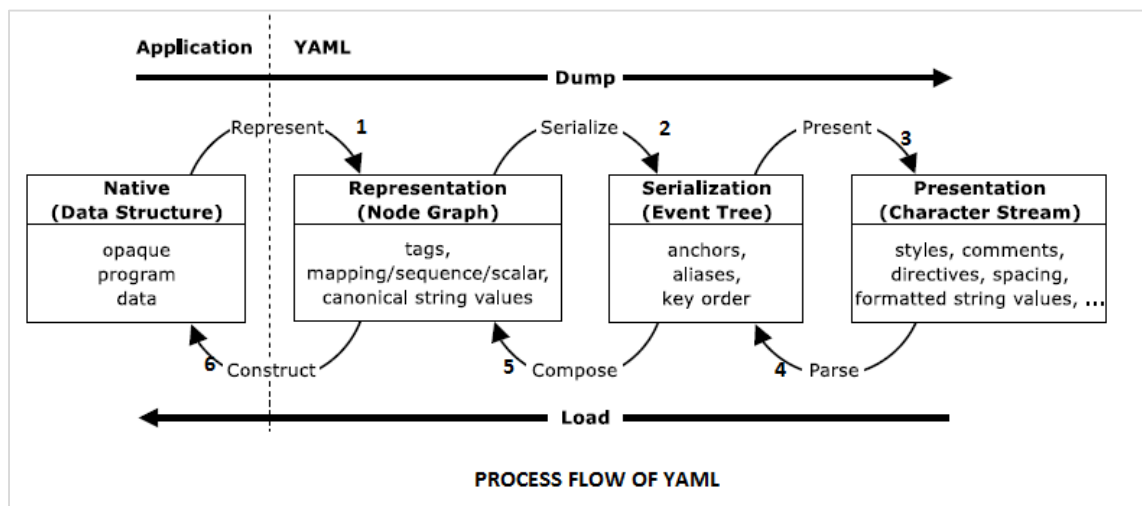 Application YAML
Dump
Represent 1 Serialize 2 Present 3
Native
(Data Structure)
opaque
program
data
Representation
(Node Graph)
tags,
mapping/sequence/scalar,
canonical string values
Serialization
(Event Tree)
anchors,
aliases,
key order
Presentation
(Character Stream)
styles, comments,
directives, spacing,
formatted string values, ...
6 Construct 5 Compose 4 Parse
Load
PROCESS FLOW OF YAML